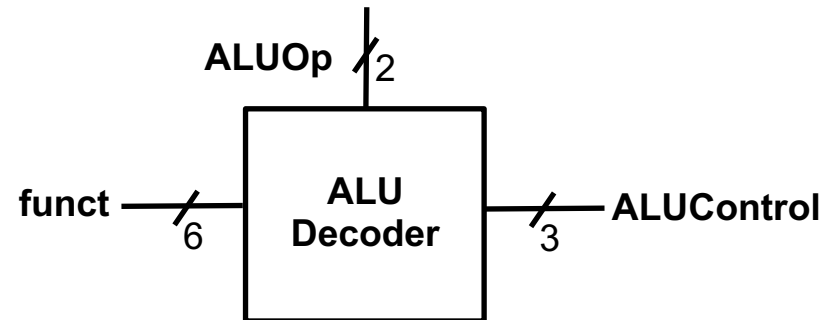 ALUOp
2
funct
6
ALU
Decoder
3
ALUControl